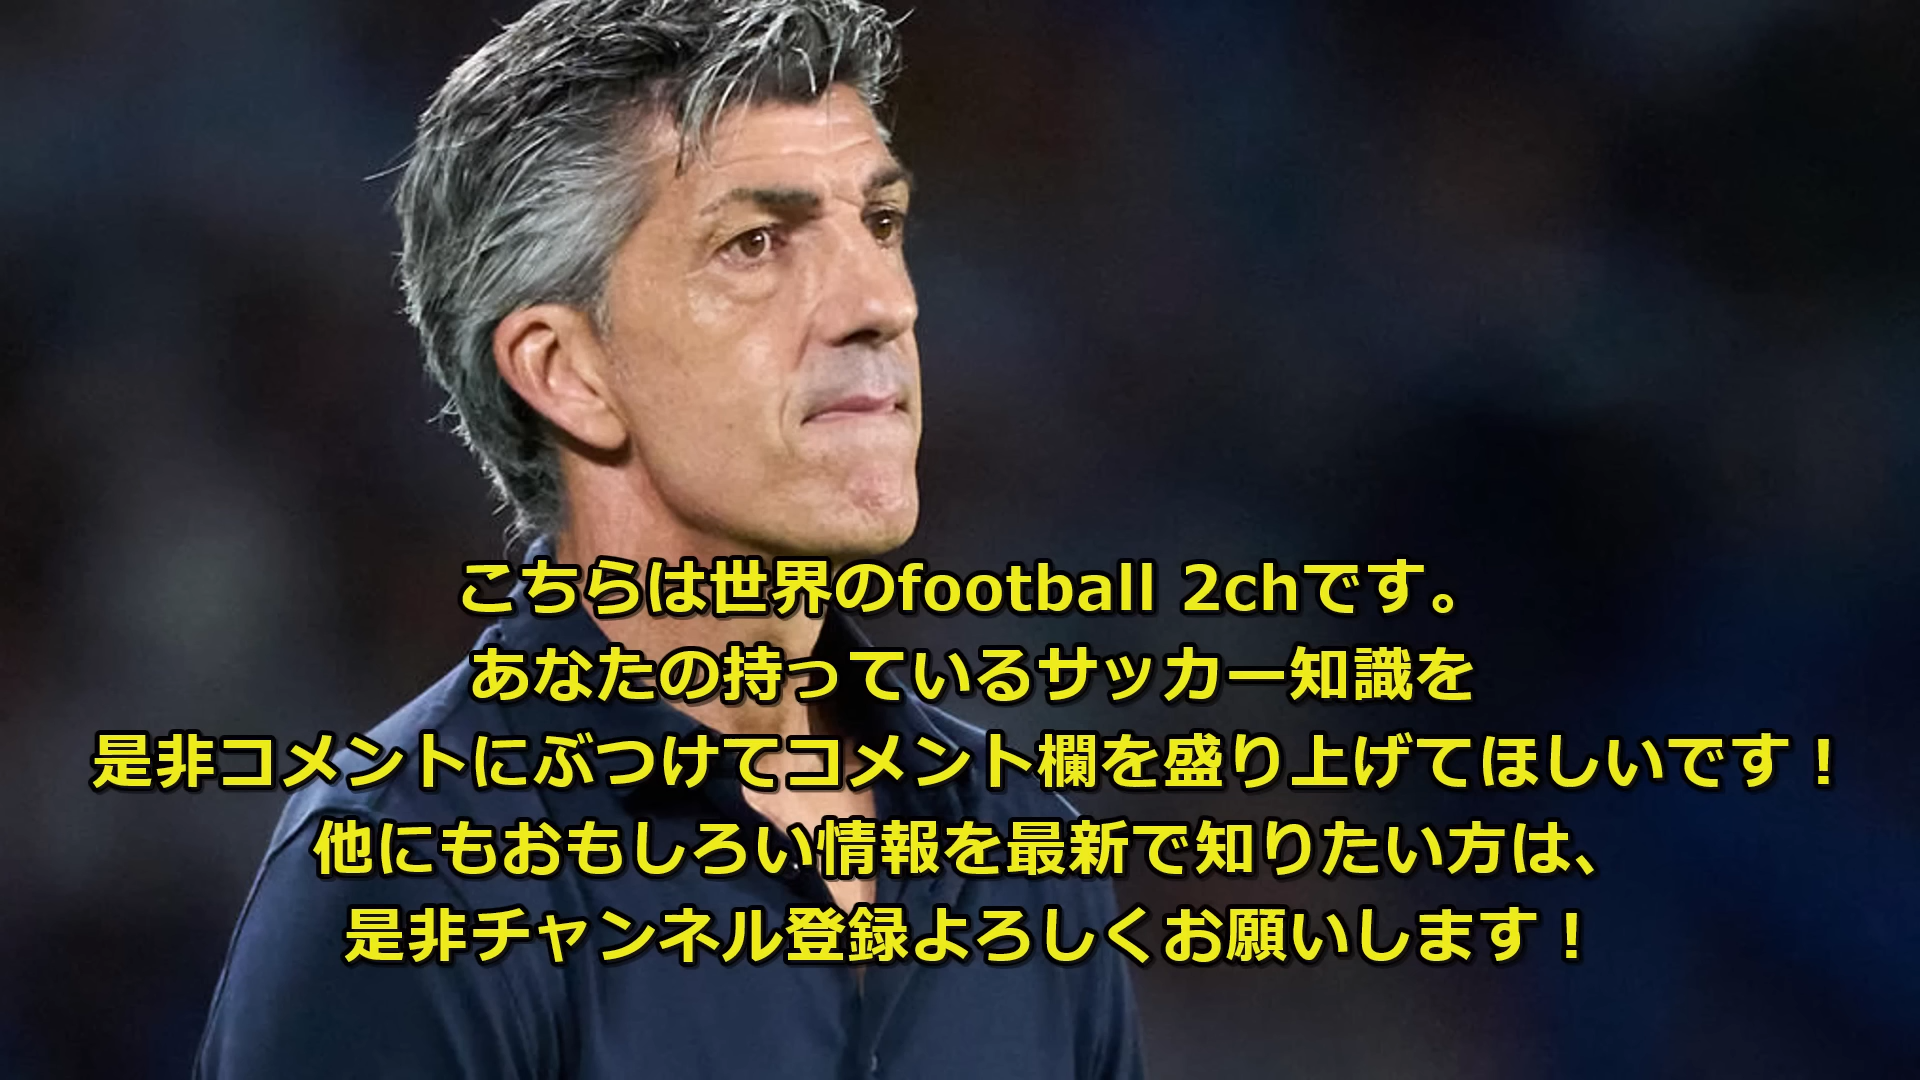 こちらは世界のfootball 2chです。
あなたの持っているサッカー知識を
是非コメントにぶつけてコメント欄を盛り上げてほしいです！
他にもおもしろい情報を最新で知りたい方は、
是非チャンネル登録よろしくお願いします！